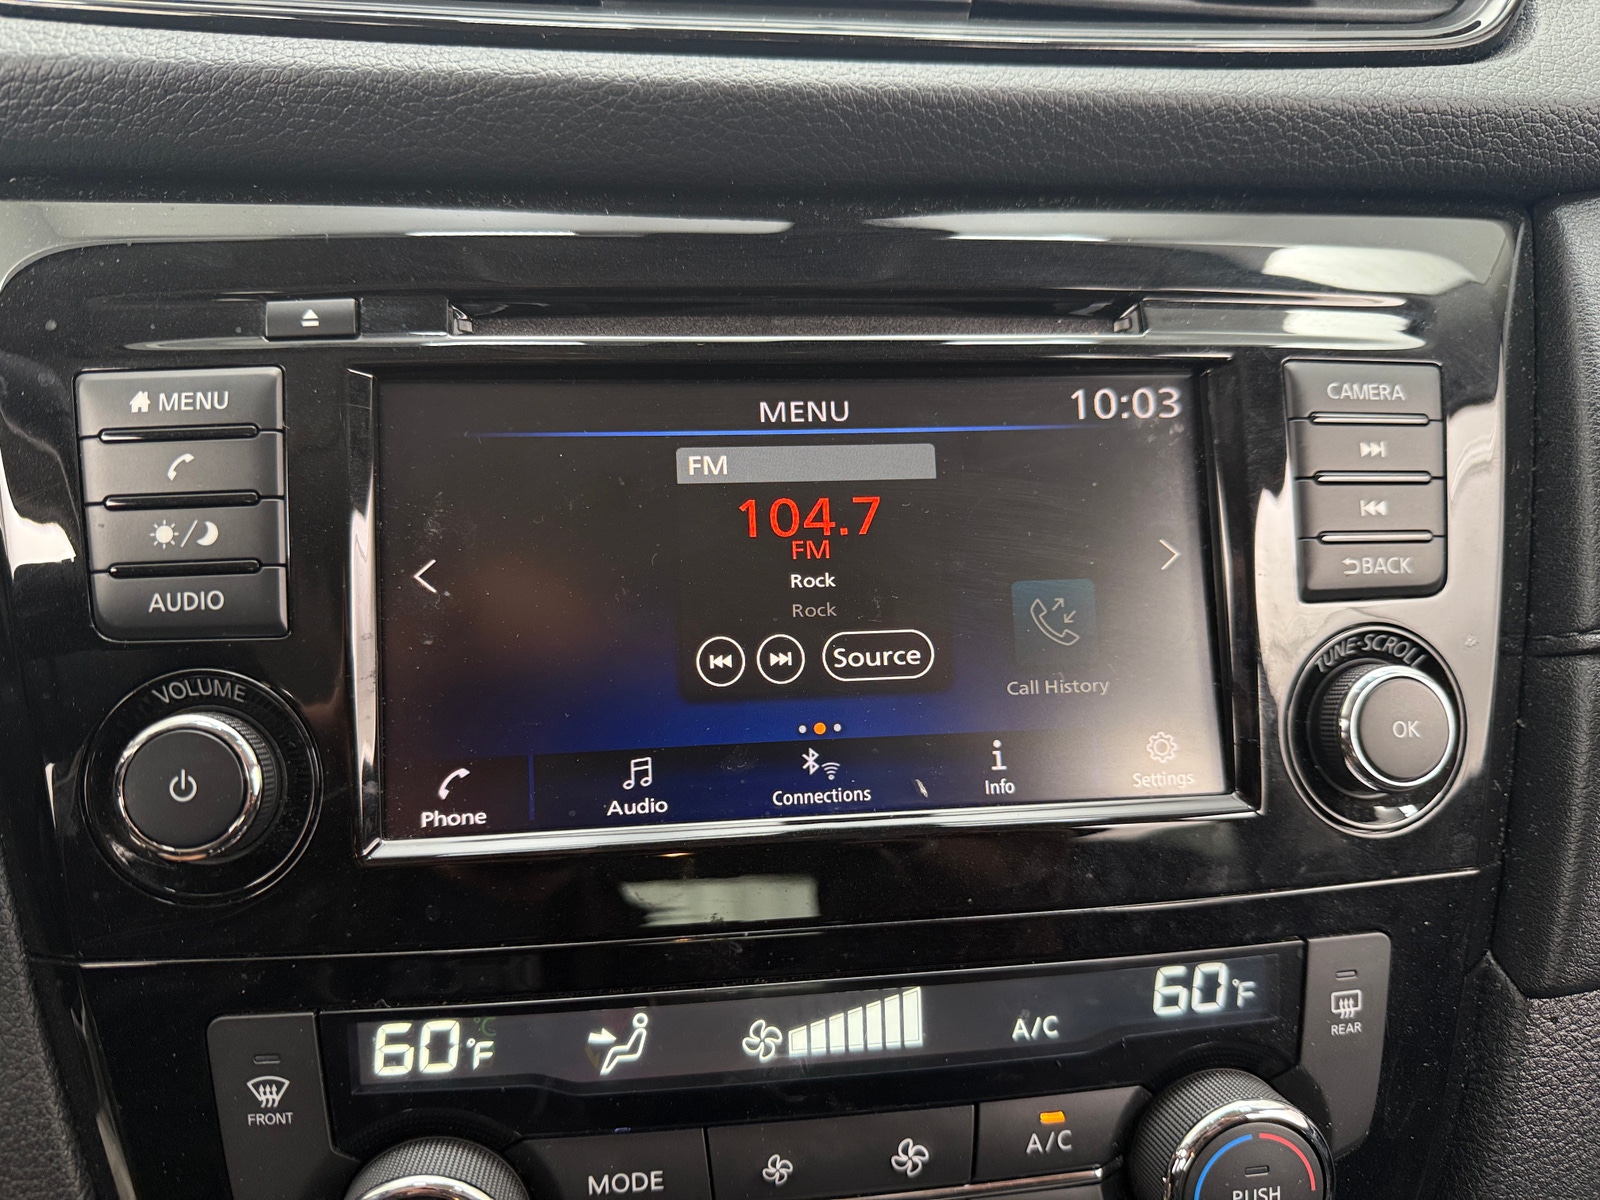 MENU
AUDIO
VOLUME
MENU
10:03
FM
104.7
FM
Rock
Rock
Source
Call History
Phone
Audio
Connections
Info
Settings
CAMERA
BACK
TUNE·SCROLL
OK
60°F
A/C
60°F
FRONT
REAR
MODE
A/C
PUSH